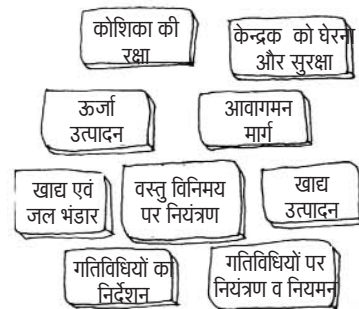 कोशिका की
रक्षा
केन्द्रक को घेरना
और सुरक्षा
ऊर्जा
उत्पादन
आवागमन
मार्ग
खाद्य एवं
जल भंडार
वस्तु विनिमय
पर नियंत्रण
खाद्य
उत्पादन
गतिविधियों का
निर्देशन
गतिविधियों पर
नियंत्रण व नियमन